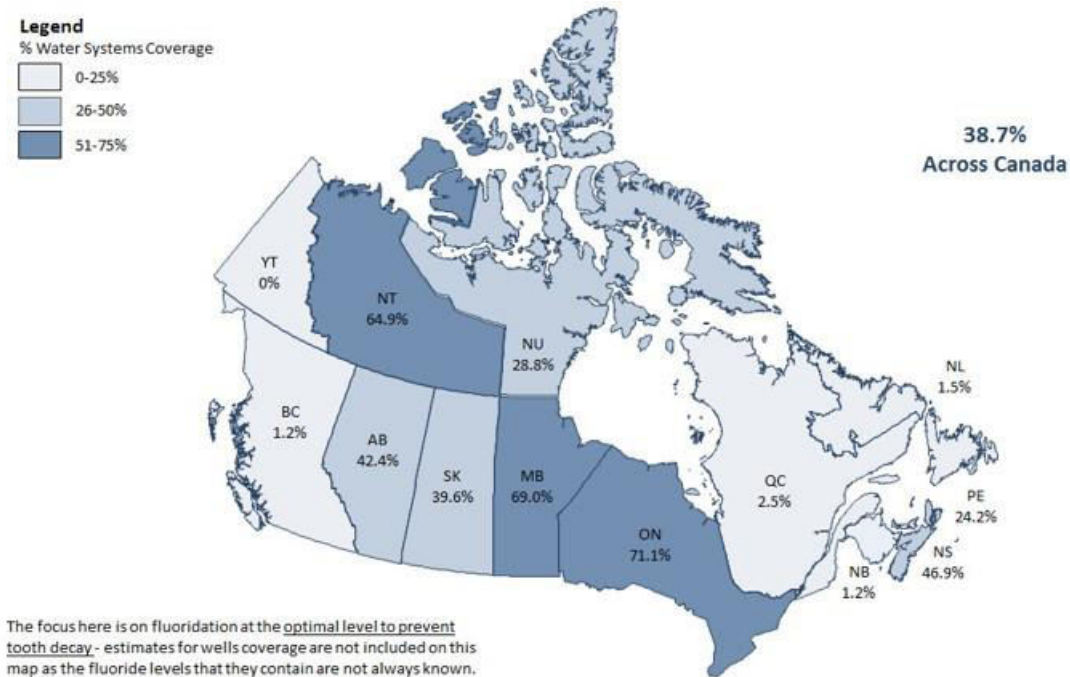 Legend
% Water Systems Coverage
0-25%
26-50%
51-75%
38.7%
Across Canada
YT
0%
NT
64.9%
NU
28.8%
BC
1.2%
AB
42.4%
SK
39.6%
MB
69.0%
ON
71.1%
QC
2.5%
NL
1.5%
PE
24.2%
NS
46.9%
NB
1.2%
The focus here is on fluoridation at the optimal level to prevent
tooth decay - estimates for wells coverage are not included on this
map as the fluoride levels that they contain are not always known.